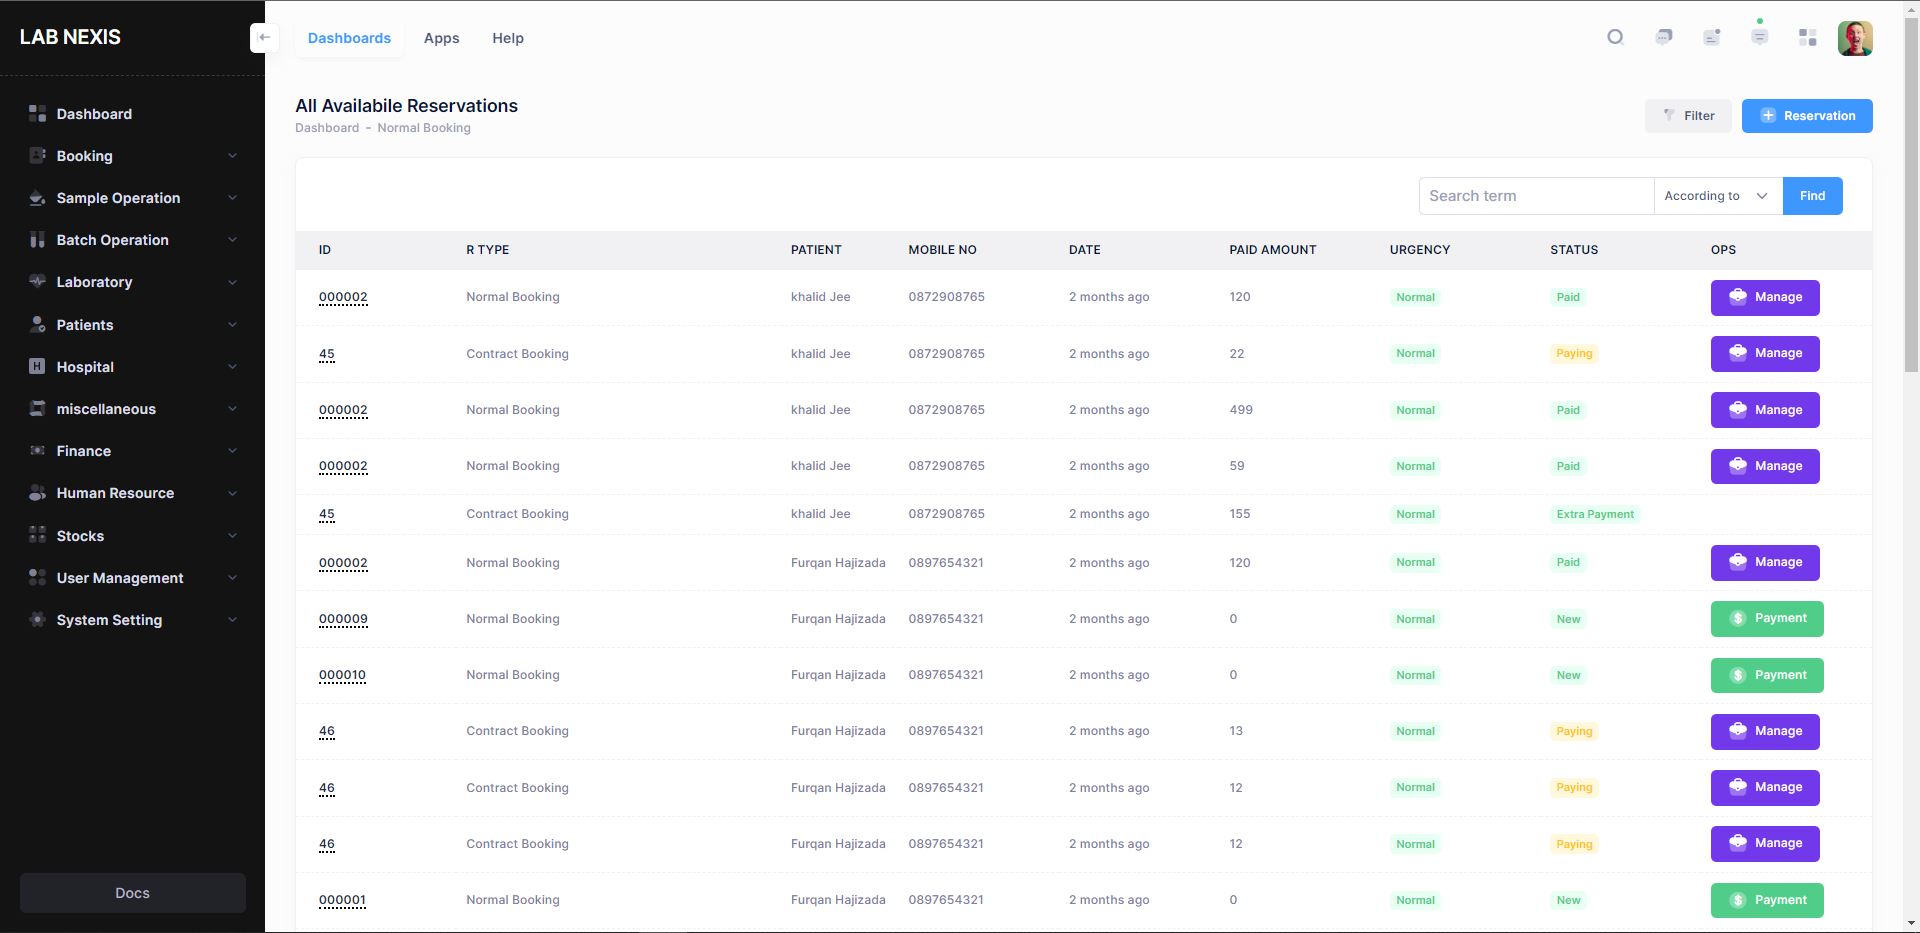 LAB NEXIS
Dashboards Apps Help
Dashboard
Booking
Sample Operation
Batch Operation
Laboratory
Patients
H Hospital
miscellaneous
Finance
Human Resource
Stocks
User Management
System Setting
Docs
All Availabile Reservations
Dashboard - Normal Booking
Filter
Reservation
Search term According to Find
ID R TYPE PATIENT MOBILE NO DATE PAID AMOUNT URGENCY STATUS OPS
000002 Normal Booking khalid Jee 0872908765 2 months ago 120 Normal Paid Manage
45 Contract Booking khalid Jee 0872908765 2 months ago 22 Normal Paying Manage
000002 Normal Booking khalid Jee 0872908765 2 months ago 499 Normal Paid Manage
000002 Normal Booking khalid Jee 0872908765 2 months ago 59 Normal Paid Manage
45 Contract Booking khalid Jee 0872908765 2 months ago 155 Normal Extra Payment
000002 Normal Booking Furqan Hajizada 0897654321 2 months ago 120 Normal Paid Manage
000009 Normal Booking Furqan Hajizada 0897654321 2 months ago 0 Normal New $ Payment
000010 Normal Booking Furqan Hajizada 0897654321 2 months ago 0 Normal New $ Payment
46 Contract Booking Furqan Hajizada 0897654321 2 months ago 13 Normal Paying Manage
46 Contract Booking Furqan Hajizada 0897654321 2 months ago 12 Normal Paying Manage
46 Contract Booking Furqan Hajizada 0897654321 2 months ago 12 Normal Paying Manage
000001 Normal Booking Furqan Hajizada 0897654321 2 months ago 0 Normal New $ Payment